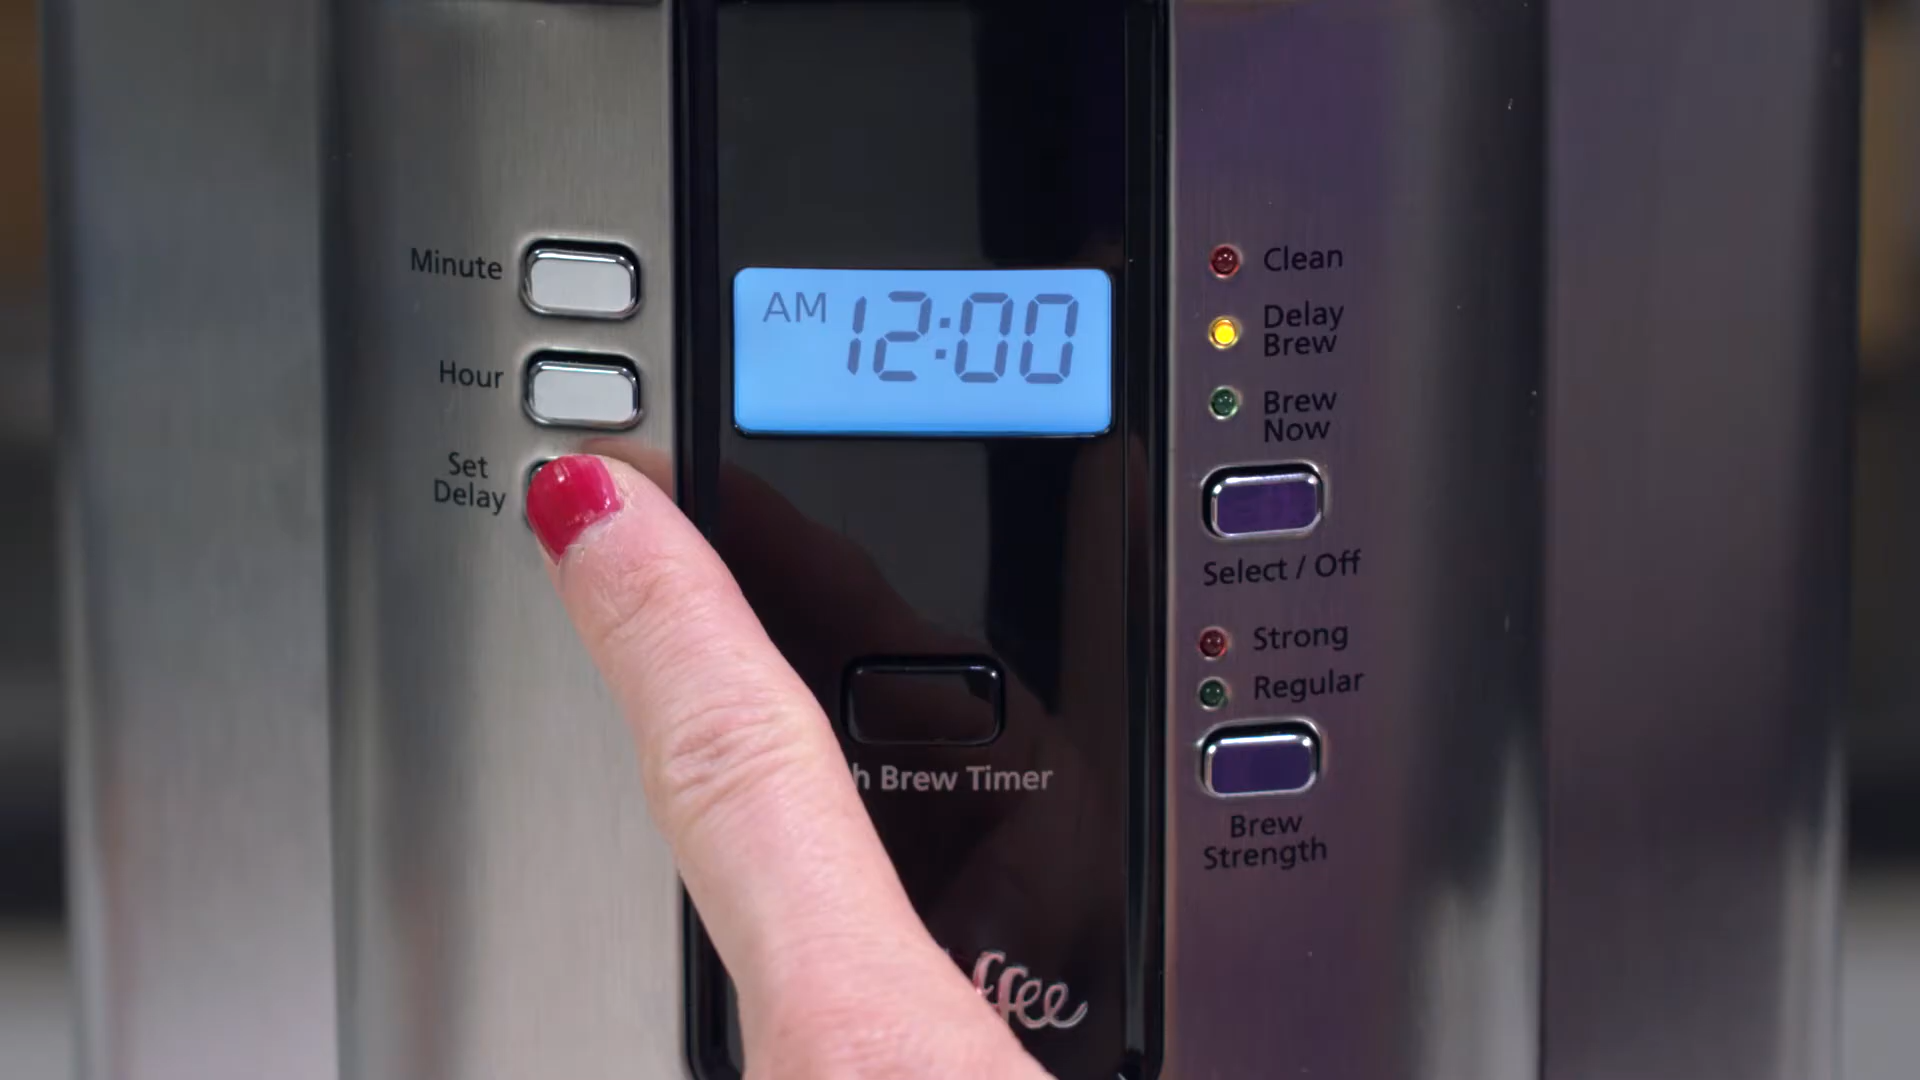 Minute
Hour
Set
Delay
AM 12:00
Brew Timer
Clean
Delay
Brew
Brew
Now
Select / Off
Strong
Regular
Brew
Strength